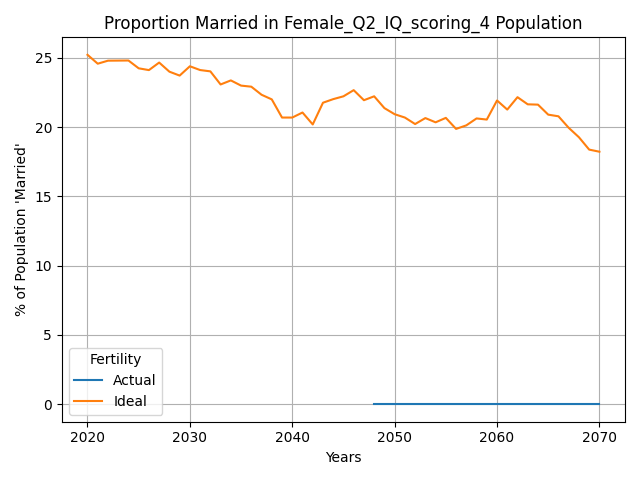 Proportion Married in Female_Q2_IQ_scoring_4 Population
% of Population 'Married'
25
20
15
10
5
0
Fertility
Actual
Ideal
2020 2030 2040 2050 2060 2070
Years